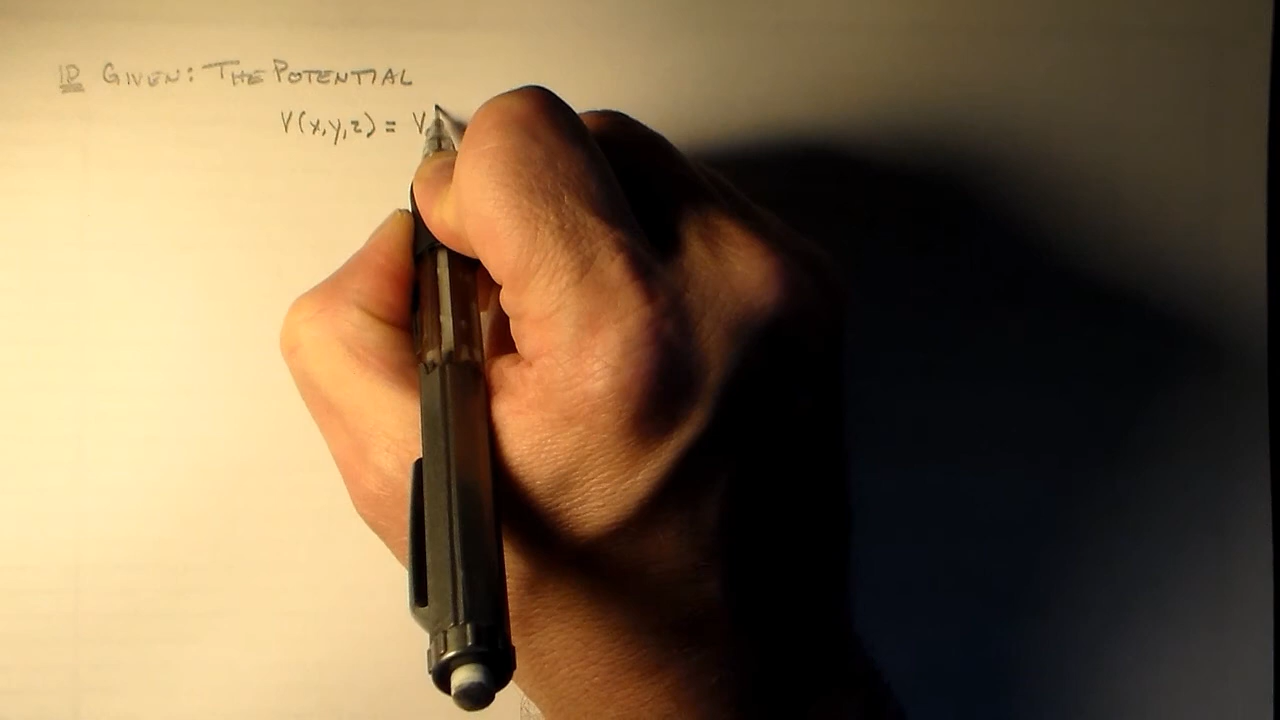 1D GIVEN: THE POTENTIAL
V(x,y,z) = V